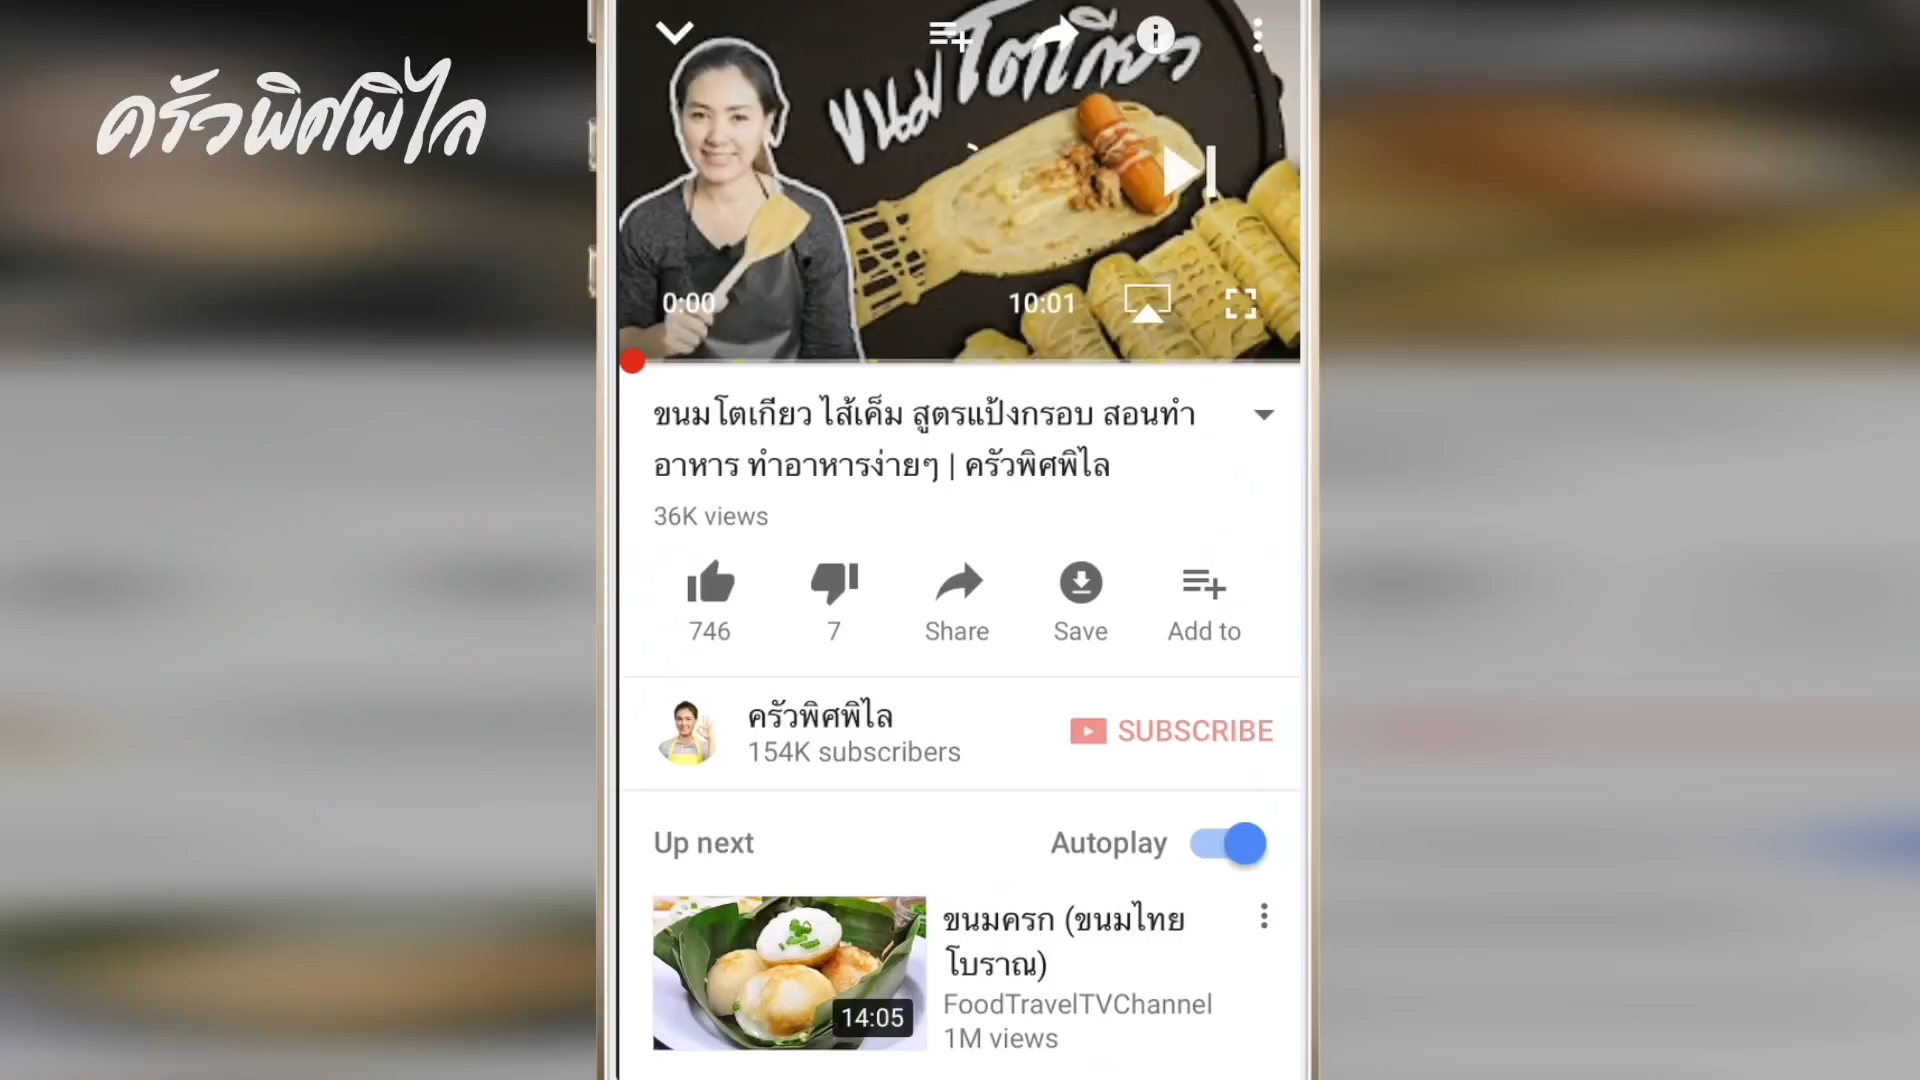 ครัวพิศพิไล
ขนมโตเกียว
0:00
10:01
ขนมโตเกียว ไส้เค็ม สูตรแป้งกรอบ สอนทำ
อาหาร ทำอาหารง่ายๆ | ครัวพิศพิไล
36K views
746
7
Share
Save
Add to
ครัวพิศพิไล
154K subscribers
SUBSCRIBE
Up next
Autoplay
ขนมครก (ขนมไทย
โบราณ)
14:05
FoodTravelTVChannel
1M views